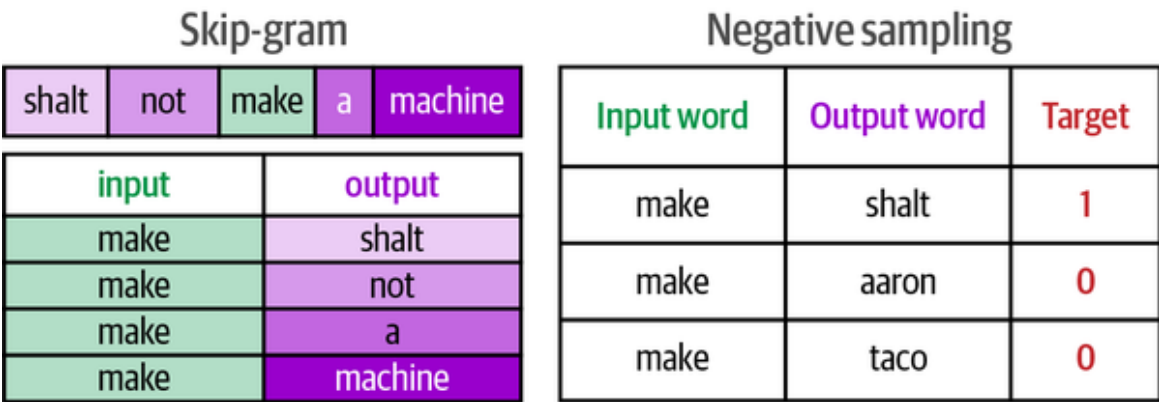 Skip-gram
shalt not make a machine
input output
make shalt
make not
make a
make machine
Negative sampling
Input word Output word Target
make shalt 1
make aaron 0
make taco 0